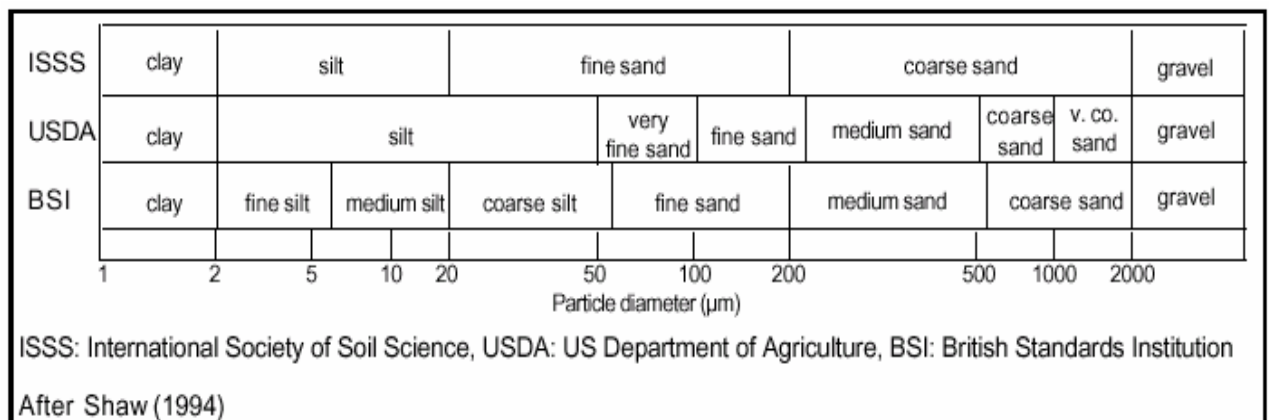 ISSS clay silt fine sand coarse sand gravel
USDA clay silt very fine sand fine sand medium sand coarse sand v. co. sand gravel
BSI clay fine silt medium silt coarse silt fine sand medium sand coarse sand gravel
1 2 5 10 20 50 100 200 500 1000 2000
Particle diameter (µm)
ISSS: International Society of Soil Science, USDA: US Department of Agriculture, BSI: British Standards Institution
After Shaw (1994)